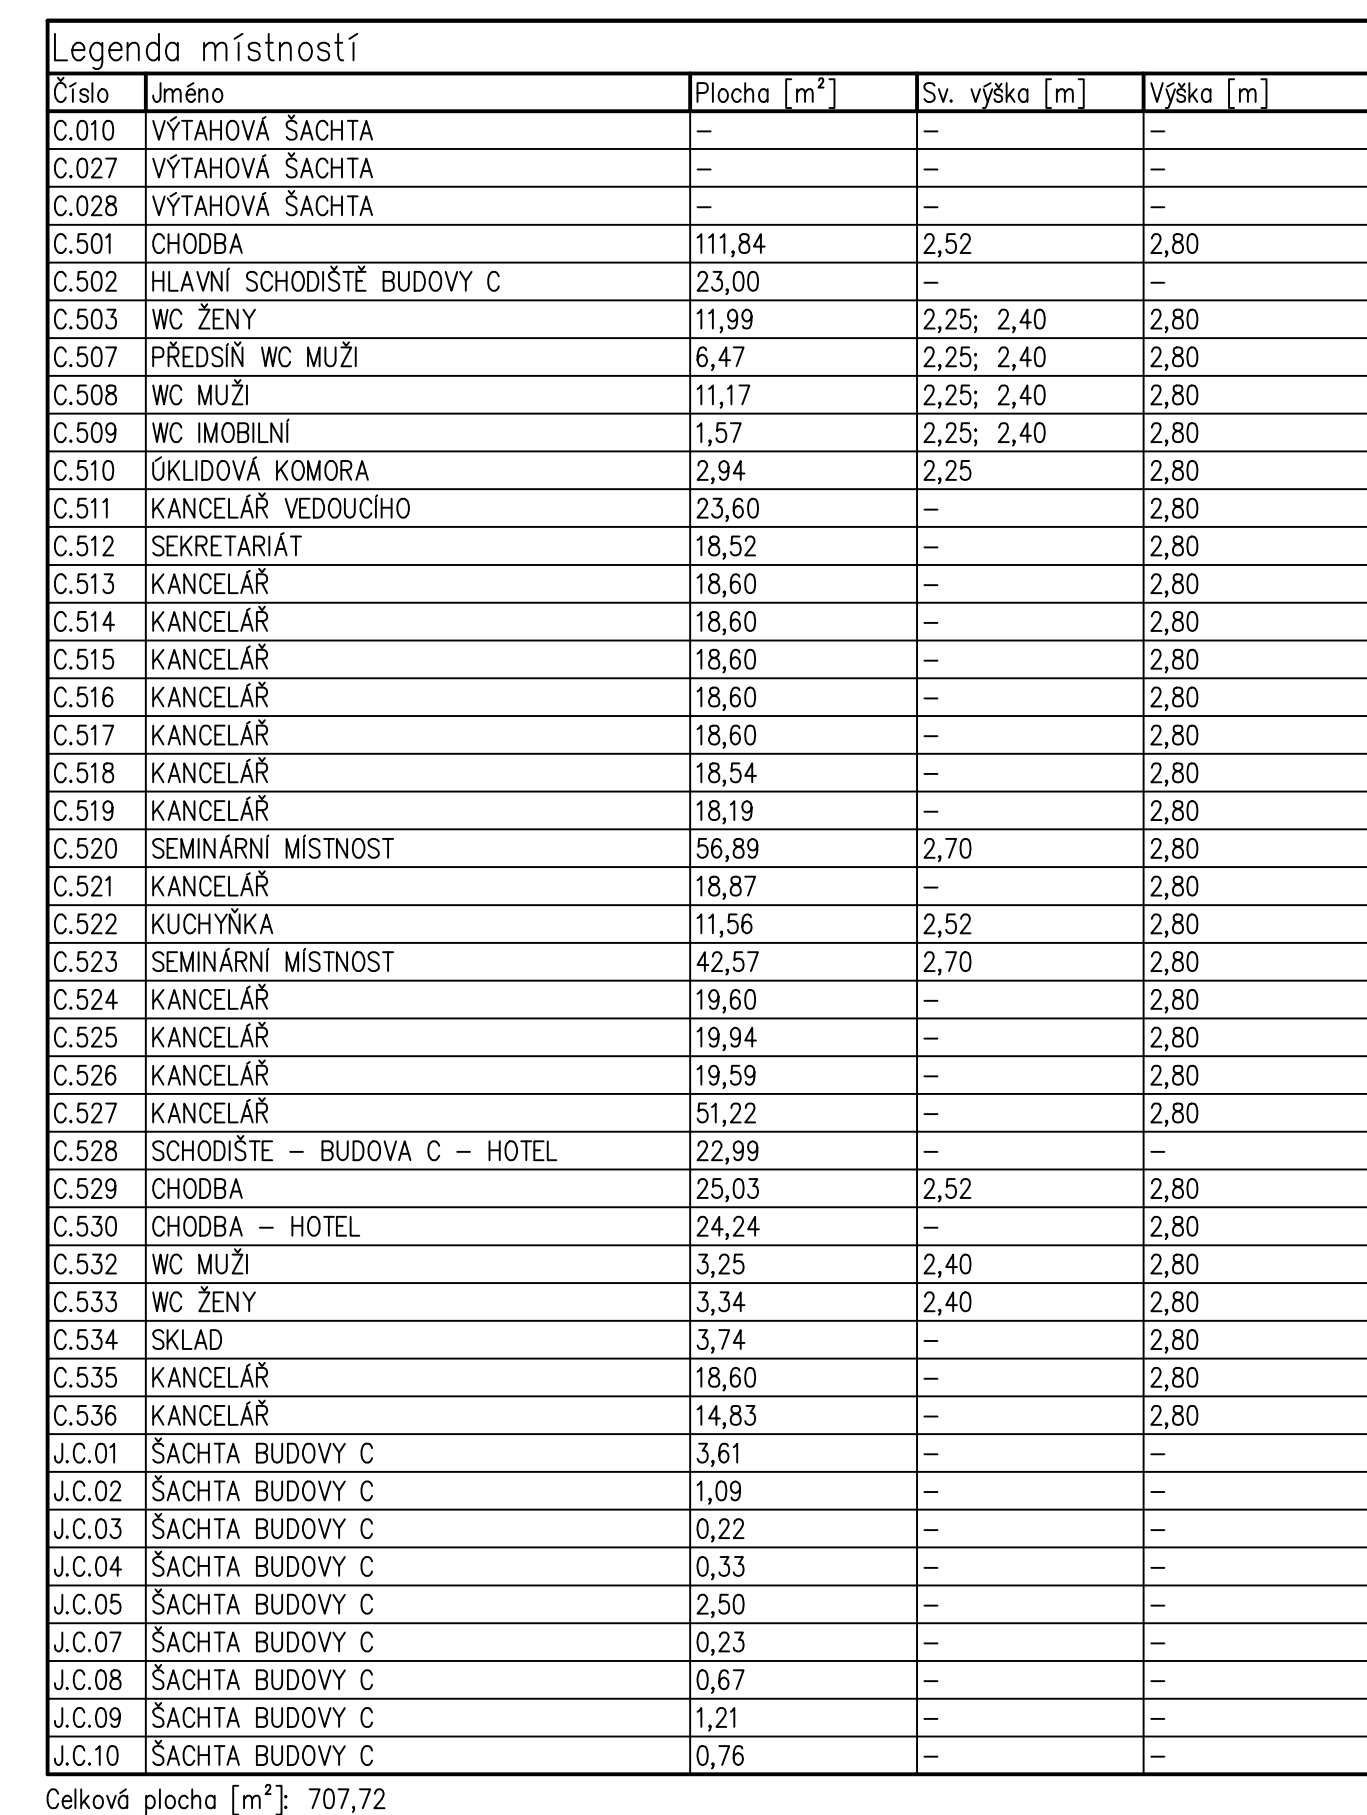 Legenda místností
Číslo Jméno Plocha [m²] Sv. výška [m] Výška [m]
C.010 VÝTAHOVÁ ŠACHTA – – –
C.027 VÝTAHOVÁ ŠACHTA – – –
C.028 VÝTAHOVÁ ŠACHTA – – –
C.501 CHODBA 111,84 2,52 2,80
C.502 HLAVNÍ SCHODIŠTĚ BUDOVY C 23,00 – –
C.503 WC ŽENY 11,99 2,25; 2,40 2,80
C.507 PŘEDSÍŇ WC MUŽI 6,47 2,25; 2,40 2,80
C.508 WC MUŽI 11,17 2,25; 2,40 2,80
C.509 WC IMOBILNÍ 1,57 2,25; 2,40 2,80
C.510 ÚKLIDOVÁ KOMORA 2,94 2,25 2,80
C.511 KANCELÁŘ VEDOUCÍHO 23,60 – 2,80
C.512 SEKRETARIÁT 18,52 – 2,80
C.513 KANCELÁŘ 18,60 – 2,80
C.514 KANCELÁŘ 18,60 – 2,80
C.515 KANCELÁŘ 18,60 – 2,80
C.516 KANCELÁŘ 18,60 – 2,80
C.517 KANCELÁŘ 18,60 – 2,80
C.518 KANCELÁŘ 18,54 – 2,80
C.519 KANCELÁŘ 18,19 – 2,80
C.520 SEMINÁRNÍ MÍSTNOST 56,89 2,70 2,80
C.521 KANCELÁŘ 18,87 – 2,80
C.522 KUCHYŇKA 11,56 2,52 2,80
C.523 SEMINÁRNÍ MÍSTNOST 42,57 2,70 2,80
C.524 KANCELÁŘ 19,60 – 2,80
C.525 KANCELÁŘ 19,94 – 2,80
C.526 KANCELÁŘ 19,59 – 2,80
C.527 KANCELÁŘ 51,22 – 2,80
C.528 SCHODIŠTE – BUDOVA C – HOTEL 22,99 – –
C.529 CHODBA 25,03 2,52 2,80
C.530 CHODBA – HOTEL 24,24 – 2,80
C.532 WC MUŽI 3,25 2,40 2,80
C.533 WC ŽENY 3,34 2,40 2,80
C.534 SKLAD 3,74 – 2,80
C.535 KANCELÁŘ 18,60 – 2,80
C.536 KANCELÁŘ 14,83 – 2,80
J.C.01 ŠACHTA BUDOVY C 3,61 – –
J.C.02 ŠACHTA BUDOVY C 1,09 – –
J.C.03 ŠACHTA BUDOVY C 0,22 – –
J.C.04 ŠACHTA BUDOVY C 0,33 – –
J.C.05 ŠACHTA BUDOVY C 2,50 – –
J.C.07 ŠACHTA BUDOVY C 0,23 – –
J.C.08 ŠACHTA BUDOVY C 0,67 – –
J.C.09 ŠACHTA BUDOVY C 1,21 – –
J.C.10 ŠACHTA BUDOVY C 0,76 – –
Celková plocha [m²]: 707,72